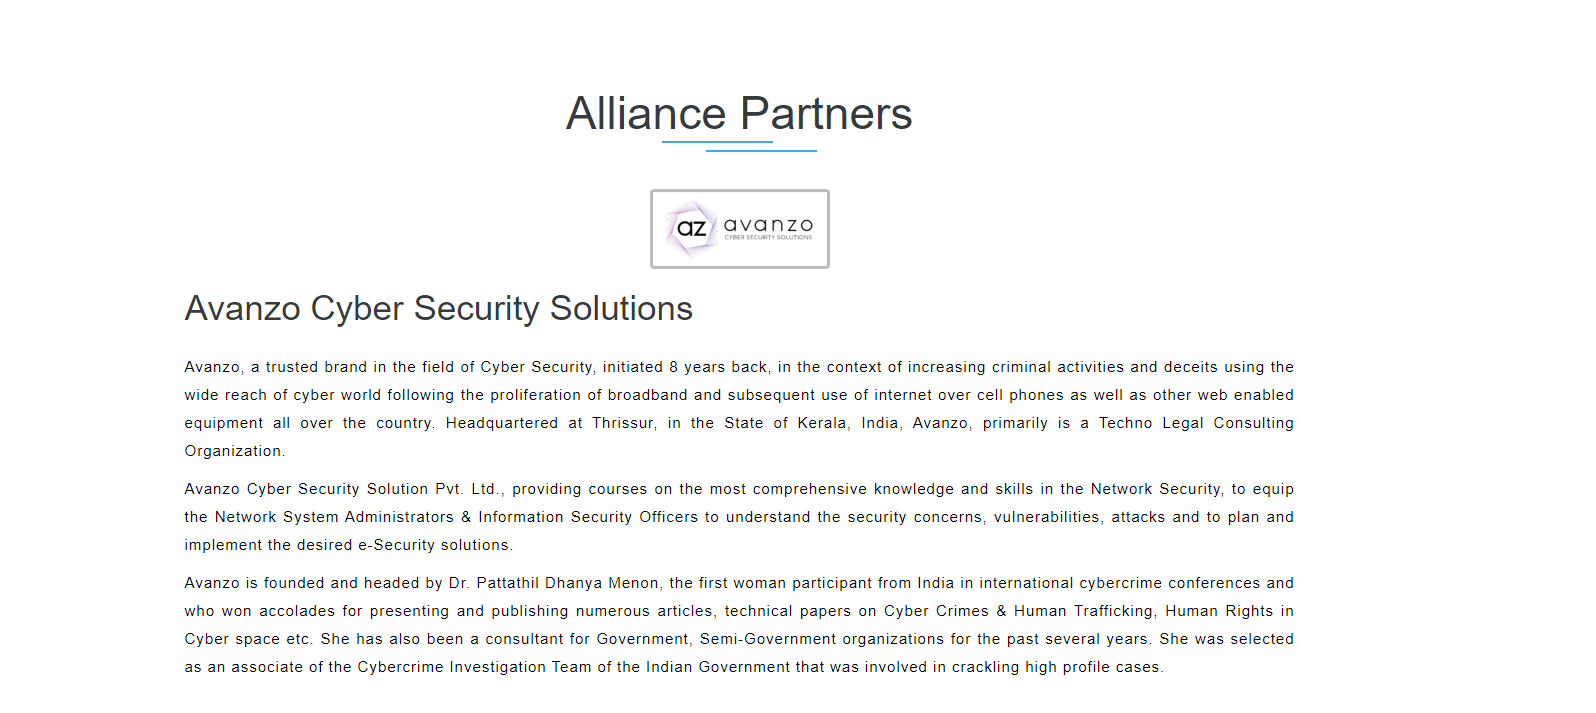 Alliance Partners
az avanzo
CYBER SECURITY SOLUTIONS
Avanzo Cyber Security Solutions
Avanzo, a trusted brand in the field of Cyber Security, initiated 8 years back, in the context of increasing criminal activities and deceits using the
wide reach of cyber world following the proliferation of broadband and subsequent use of internet over cell phones as well as other web enabled
equipment all over the country. Headquartered at Thrissur, in the State of Kerala, India, Avanzo, primarily is a Techno Legal Consulting
Organization.
Avanzo Cyber Security Solution Pvt. Ltd., providing courses on the most comprehensive knowledge and skills in the Network Security, to equip
the Network System Administrators & Information Security Officers to understand the security concerns, vulnerabilities, attacks and to plan and
implement the desired e-Security solutions.
Avanzo is founded and headed by Dr. Pattathil Dhanya Menon, the first woman participant from India in international cybercrime conferences and
who won accolades for presenting and publishing numerous articles, technical papers on Cyber Crimes & Human Trafficking, Human Rights in
Cyber space etc. She has also been a consultant for Government, Semi-Government organizations for the past several years. She was selected
as an associate of the Cybercrime Investigation Team of the Indian Government that was involved in crackling high profile cases.